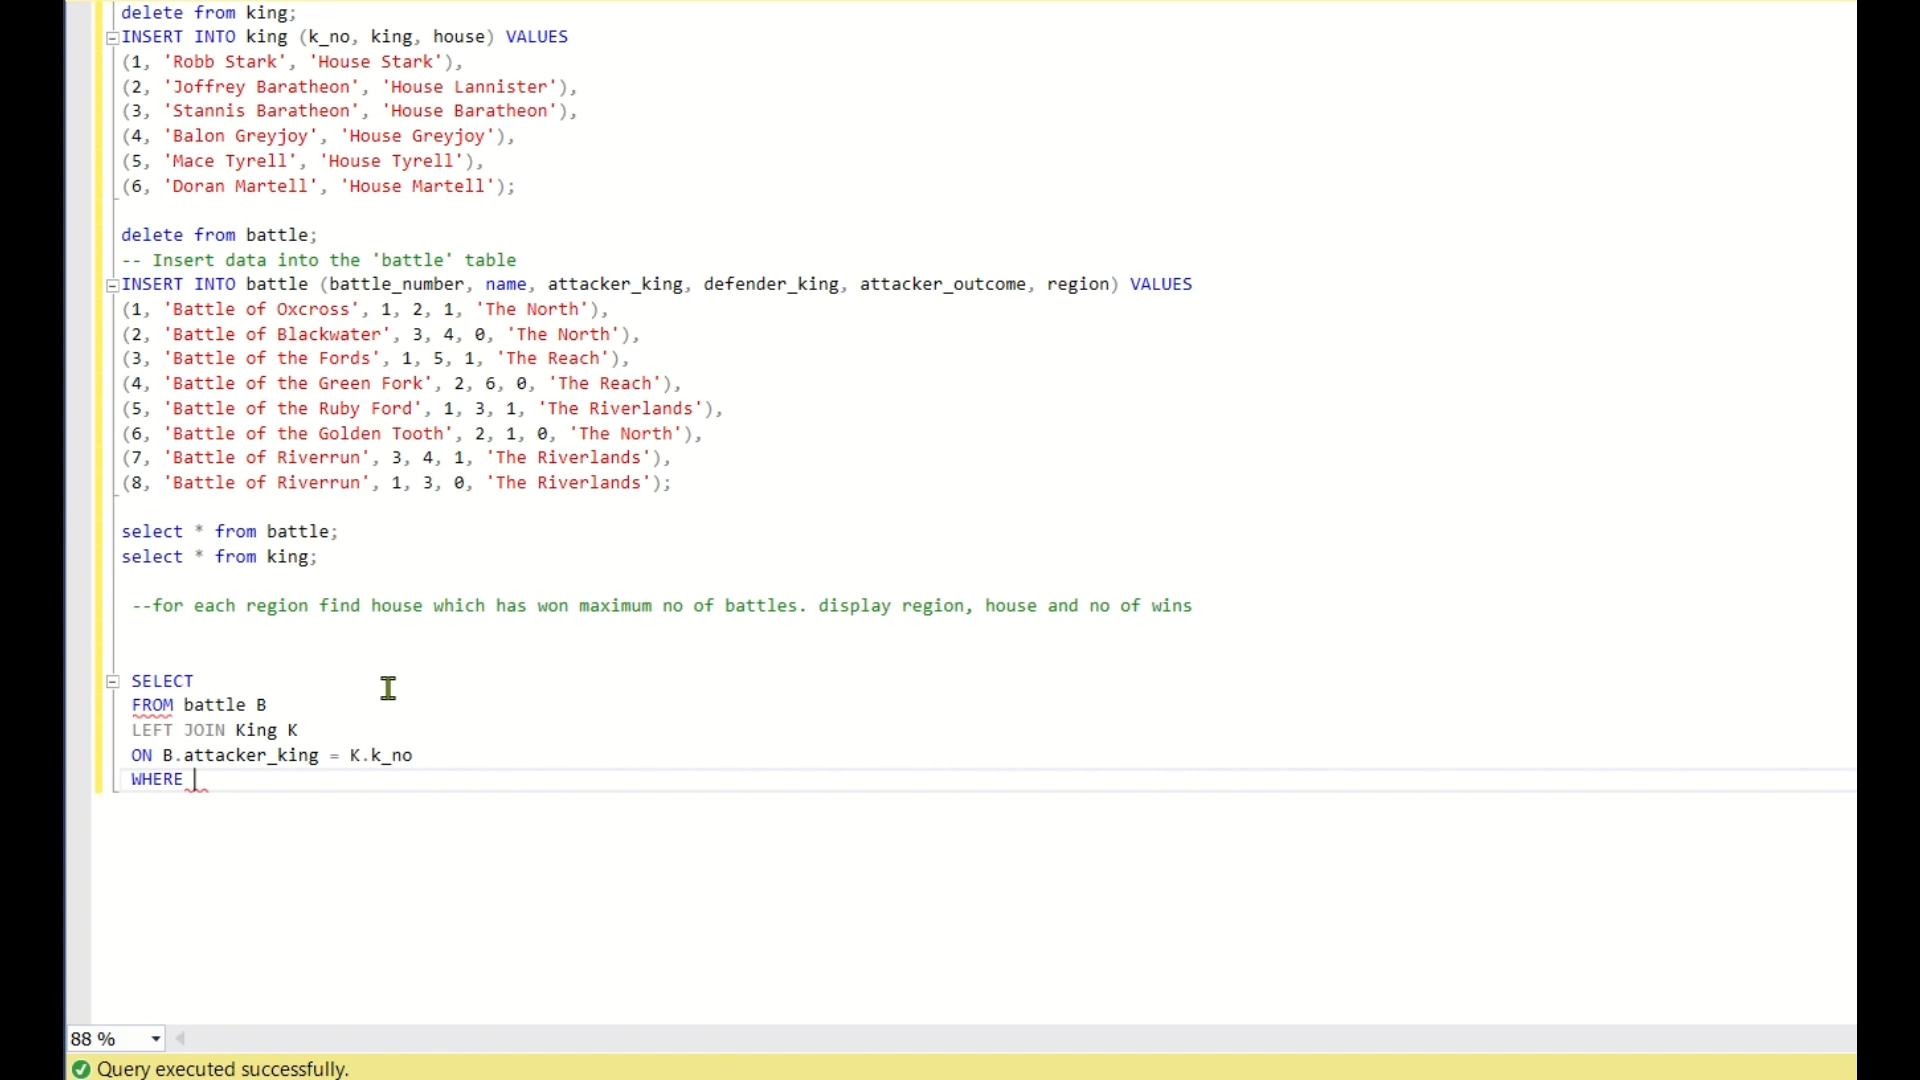 delete from king;
INSERT INTO king (k_no, king, house) VALUES
(1, 'Robb Stark', 'House Stark'),
(2, 'Joffrey Baratheon', 'House Lannister'),
(3, 'Stannis Baratheon', 'House Baratheon'),
(4, 'Balon Greyjoy', 'House Greyjoy'),
(5, 'Mace Tyrell', 'House Tyrell'),
(6, 'Doran Martell', 'House Martell');
delete from battle;
-- Insert data into the 'battle' table
INSERT INTO battle (battle_number, name, attacker_king, defender_king, attacker_outcome, region) VALUES
(1, 'Battle of Oxcross', 1, 2, 1, 'The North'),
(2, 'Battle of Blackwater', 3, 4, 0, 'The North'),
(3, 'Battle of the Fords', 1, 5, 1, 'The Reach'),
(4, 'Battle of the Green Fork', 2, 6, 0, 'The Reach'),
(5, 'Battle of the Ruby Ford', 1, 3, 1, 'The Riverlands'),
(6, 'Battle of the Golden Tooth', 2, 1, 0, 'The North'),
(7, 'Battle of Riverrun', 3, 4, 1, 'The Riverlands'),
(8, 'Battle of Riverrun', 1, 3, 0, 'The Riverlands');
select * from battle;
select * from king;
--for each region find house which has won maximum no of battles. display region, house and no of wins
SELECT
FROM battle B
LEFT JOIN King K
ON B.attacker_king = K.k_no
WHERE
88 %
Query executed successfully.